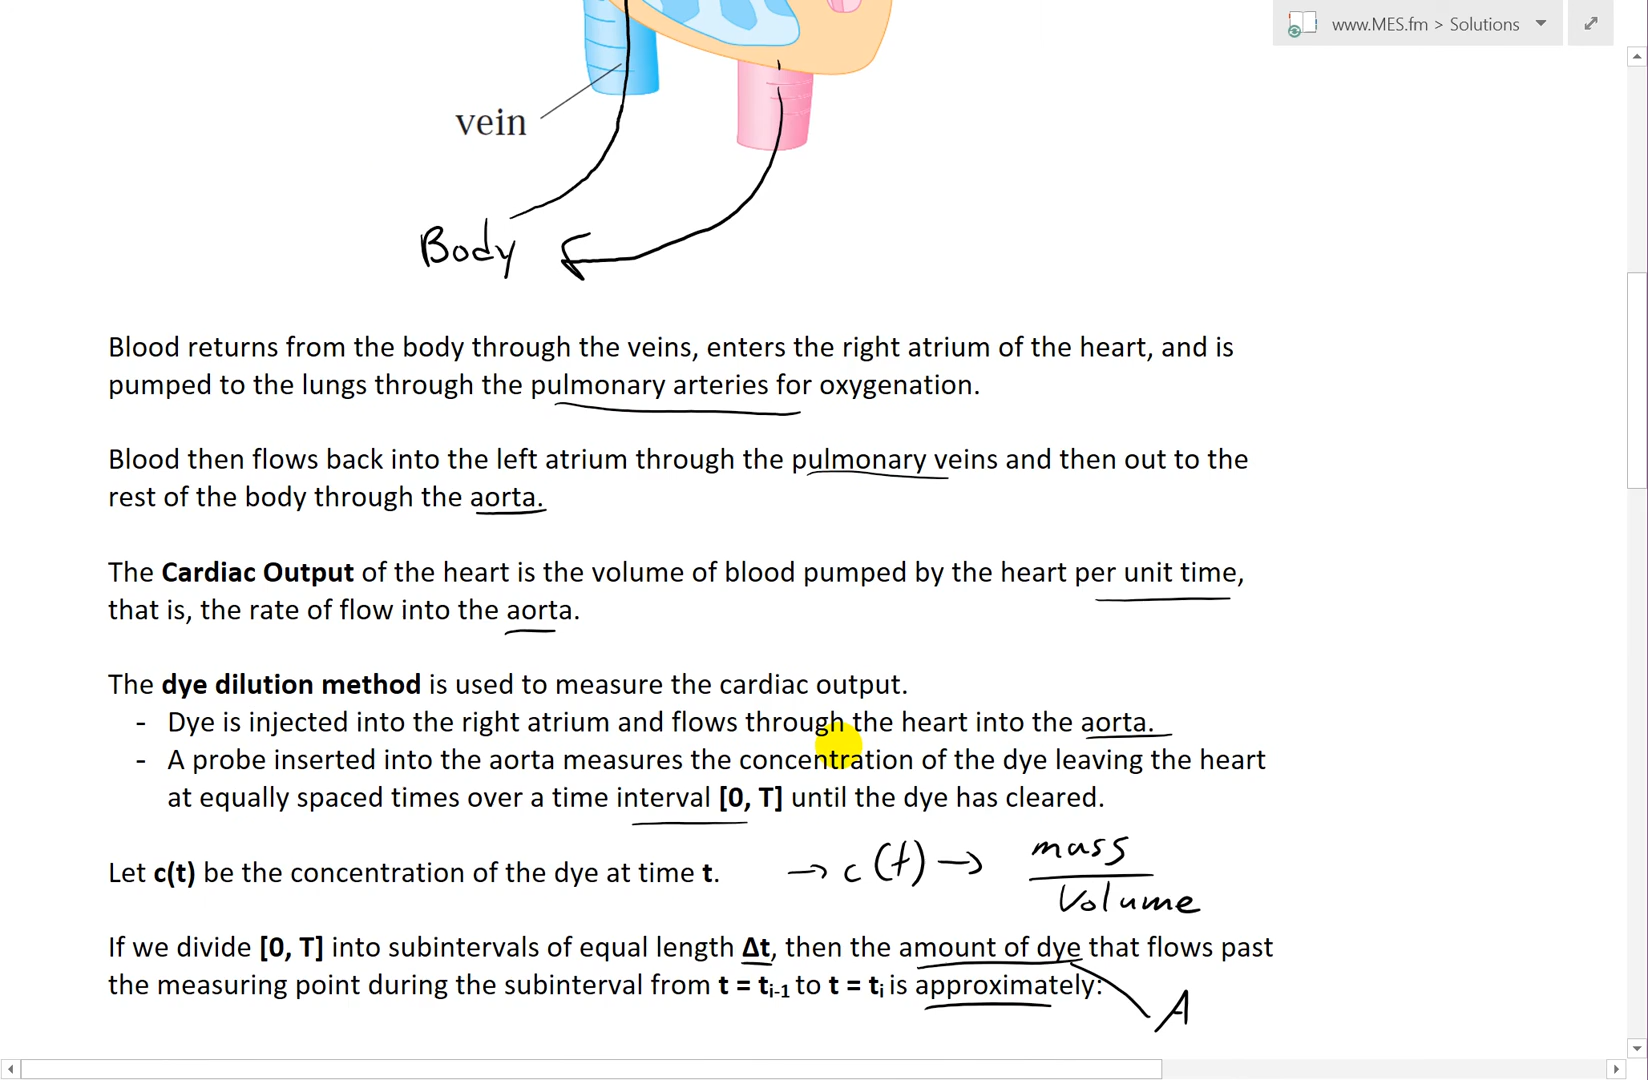 www.MES.fm > Solutions
vein
Body
Blood returns from the body through the veins, enters the right atrium of the heart, and is
pumped to the lungs through the pulmonary arteries for oxygenation.
Blood then flows back into the left atrium through the pulmonary veins and then out to the
rest of the body through the aorta.
The Cardiac Output of the heart is the volume of blood pumped by the heart per unit time,
that is, the rate of flow into the aorta.
The dye dilution method is used to measure the cardiac output.
- Dye is injected into the right atrium and flows through the heart into the aorta.
- A probe inserted into the aorta measures the concentration of the dye leaving the heart
at equally spaced times over a time interval [0, T] until the dye has cleared.
Let c(t) be the concentration of the dye at time t. → c(t) → mass
Volume
If we divide [0, T] into subintervals of equal length Δt, then the amount of dye that flows past
the measuring point during the subinterval from t = ti-1 to t = ti is approximately:
A